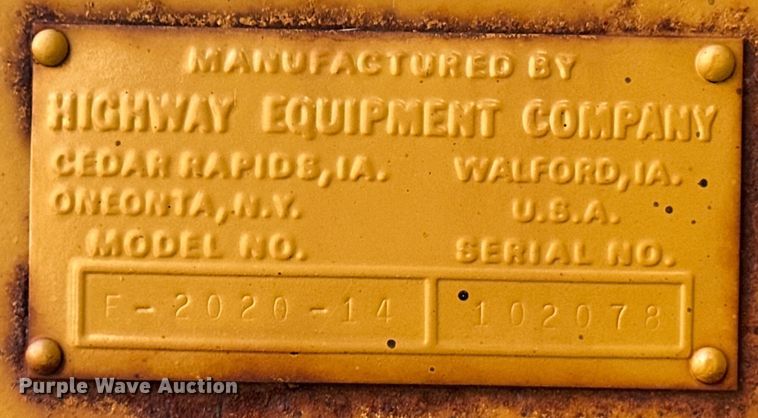 MANUFACTURED BY
HIGHWAY EQUIPMENT COMPANY
CEDAR RAPIDS, IA. WALFORD, IA.
ONEONTA, N.Y. U.S.A.
MODEL NO. SERIAL NO.
F-2020-14 102078
Purple Wave Auction